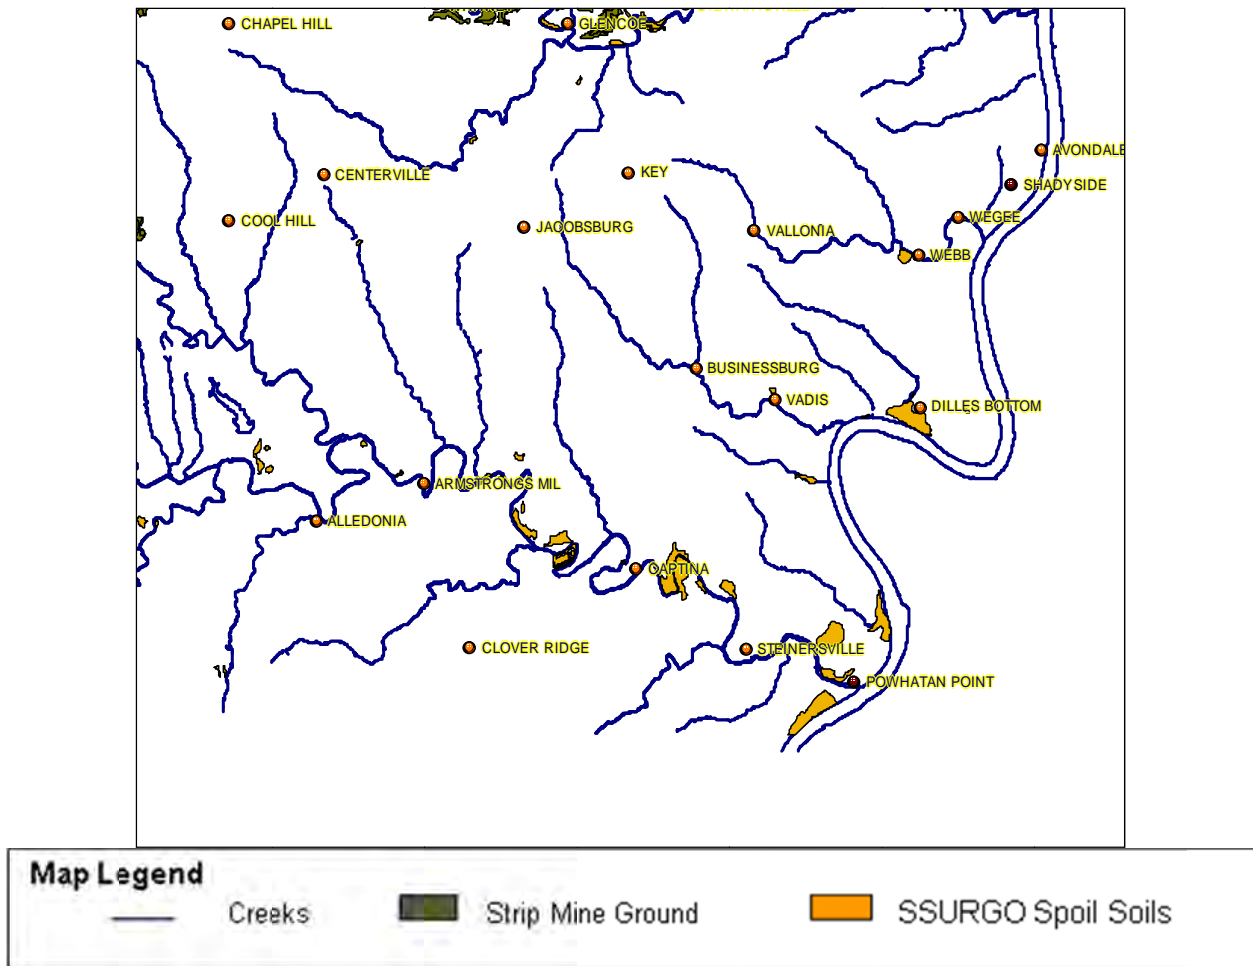 CHAPEL HILL
GLENCOE
AVONDALE
CENTERVILLE
KEY
SHADYSIDE
COOL HILL
JACOBSBURG
VALLONIA
WEGEE
WEBB
BUSINESSBURG
VADIS
DILLES BOTTOM
ARMSTRONGS MIL
ALLEDONIA
CAPTINA
CLOVER RIDGE
STEINERSVILLE
POWHATAN POINT
Map Legend
Creeks
Strip Mine Ground
SSURGO Spoil Soils